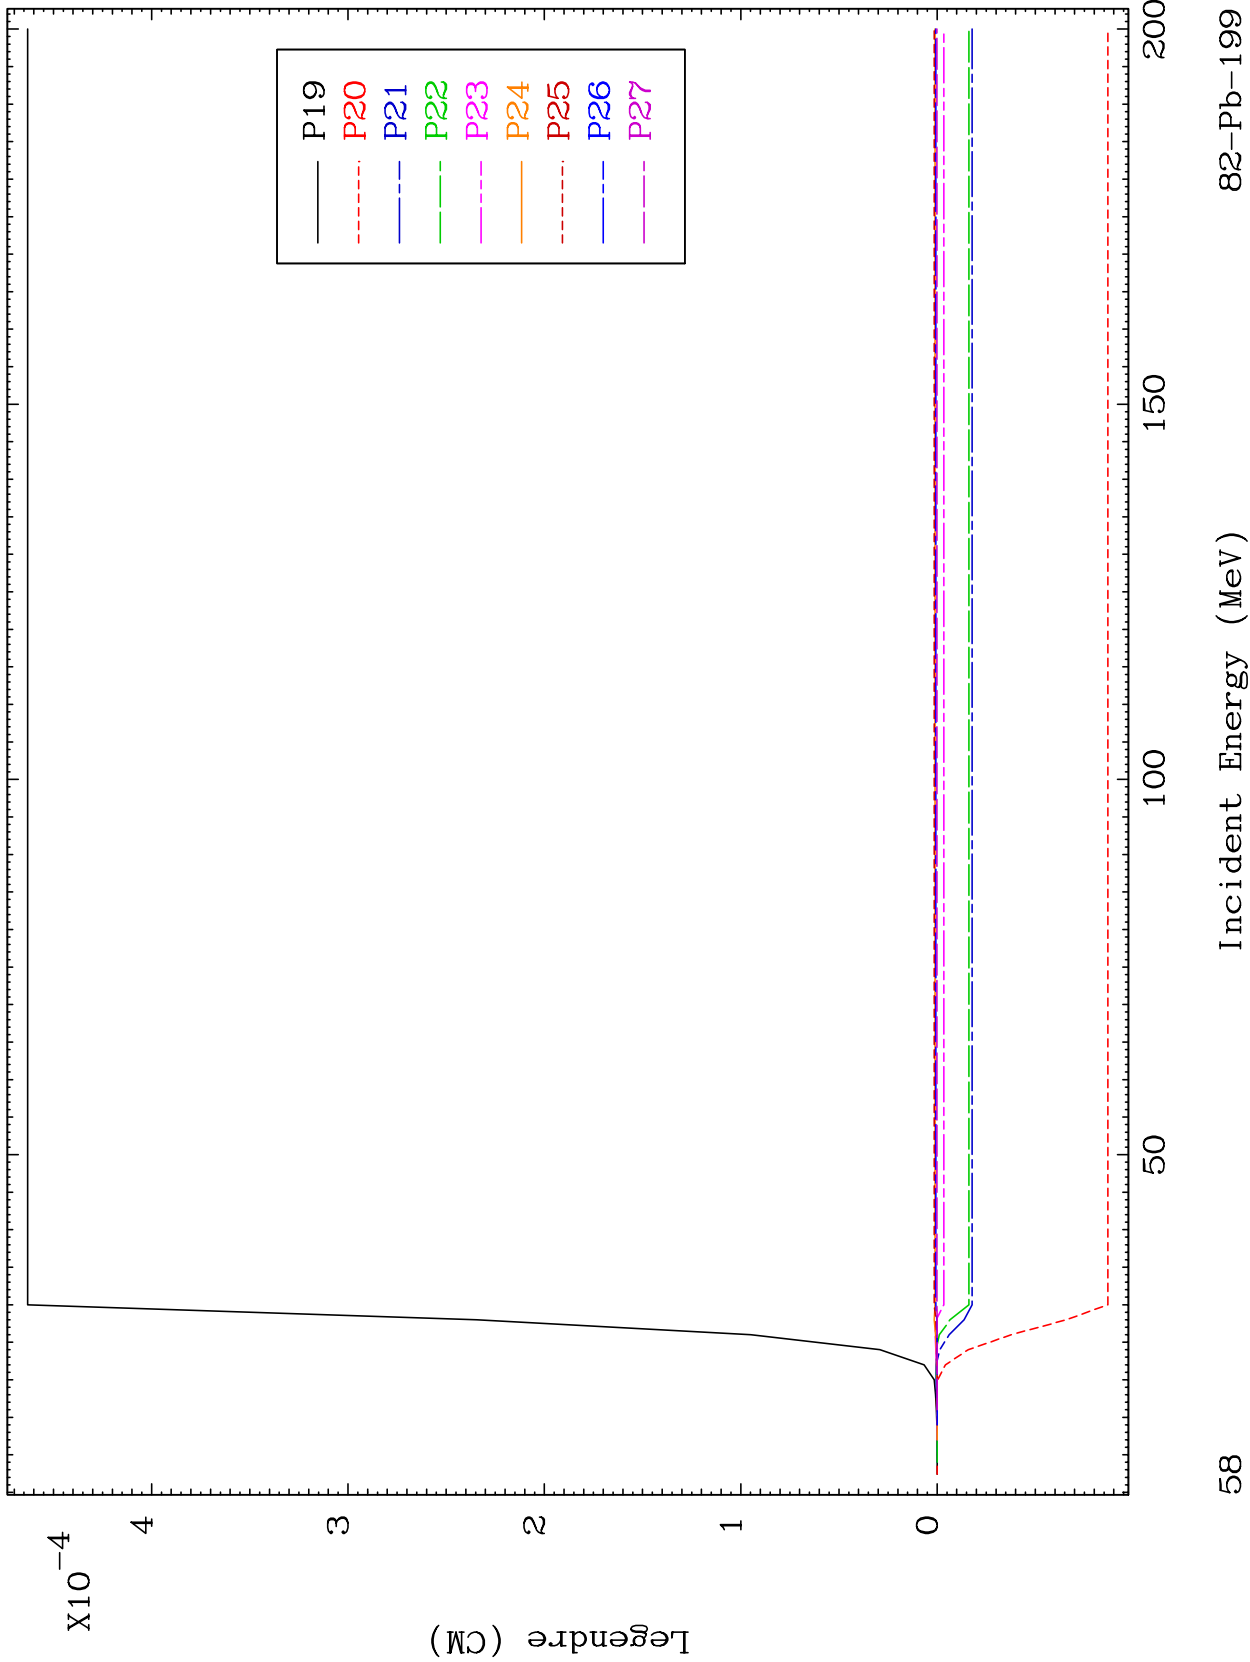 X10⁻⁴
Legendre (CM)
4
3
2
1
0
P19
P20
P21
P22
P23
P24
P25
P26
P27
50
100
150
200
Incident Energy (MeV)
58
82-Pb-199